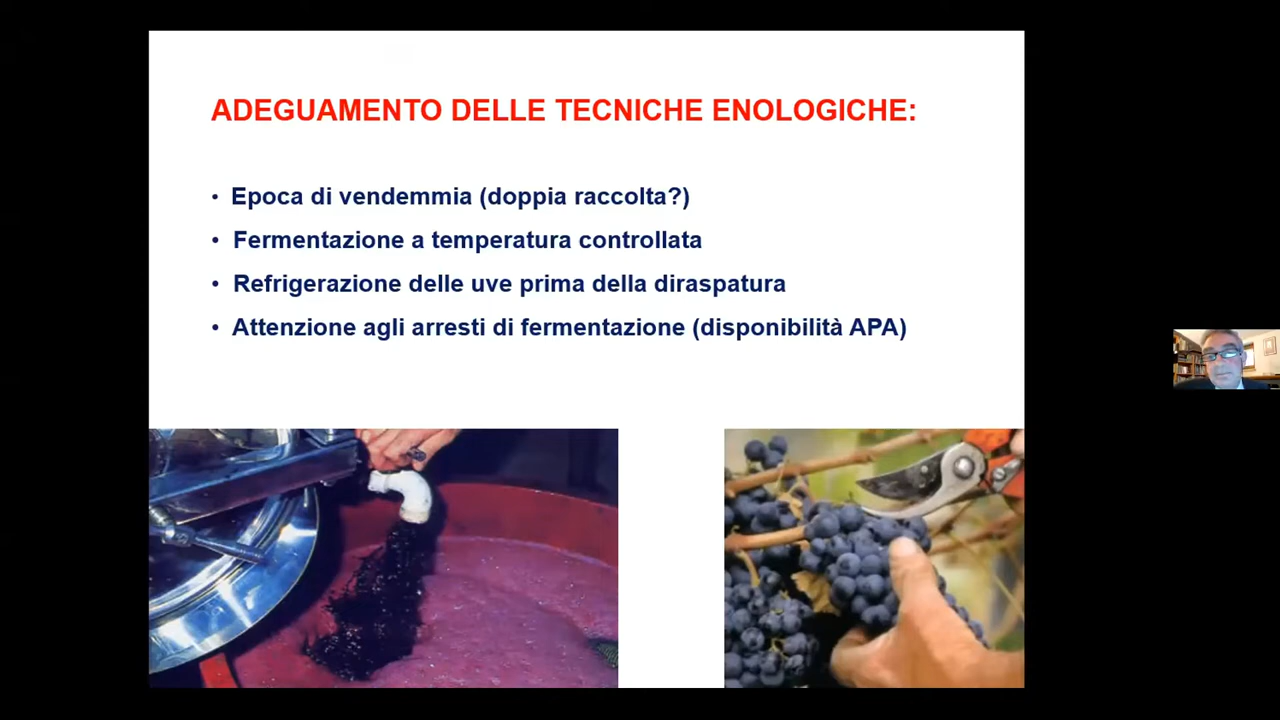 ADEGUAMENTO DELLE TECNICHE ENOLOGICHE:
• Epoca di vendemmia (doppia raccolta?)
• Fermentazione a temperatura controllata
• Refrigerazione delle uve prima della diraspatura
• Attenzione agli arresti di fermentazione (disponibilità APA)